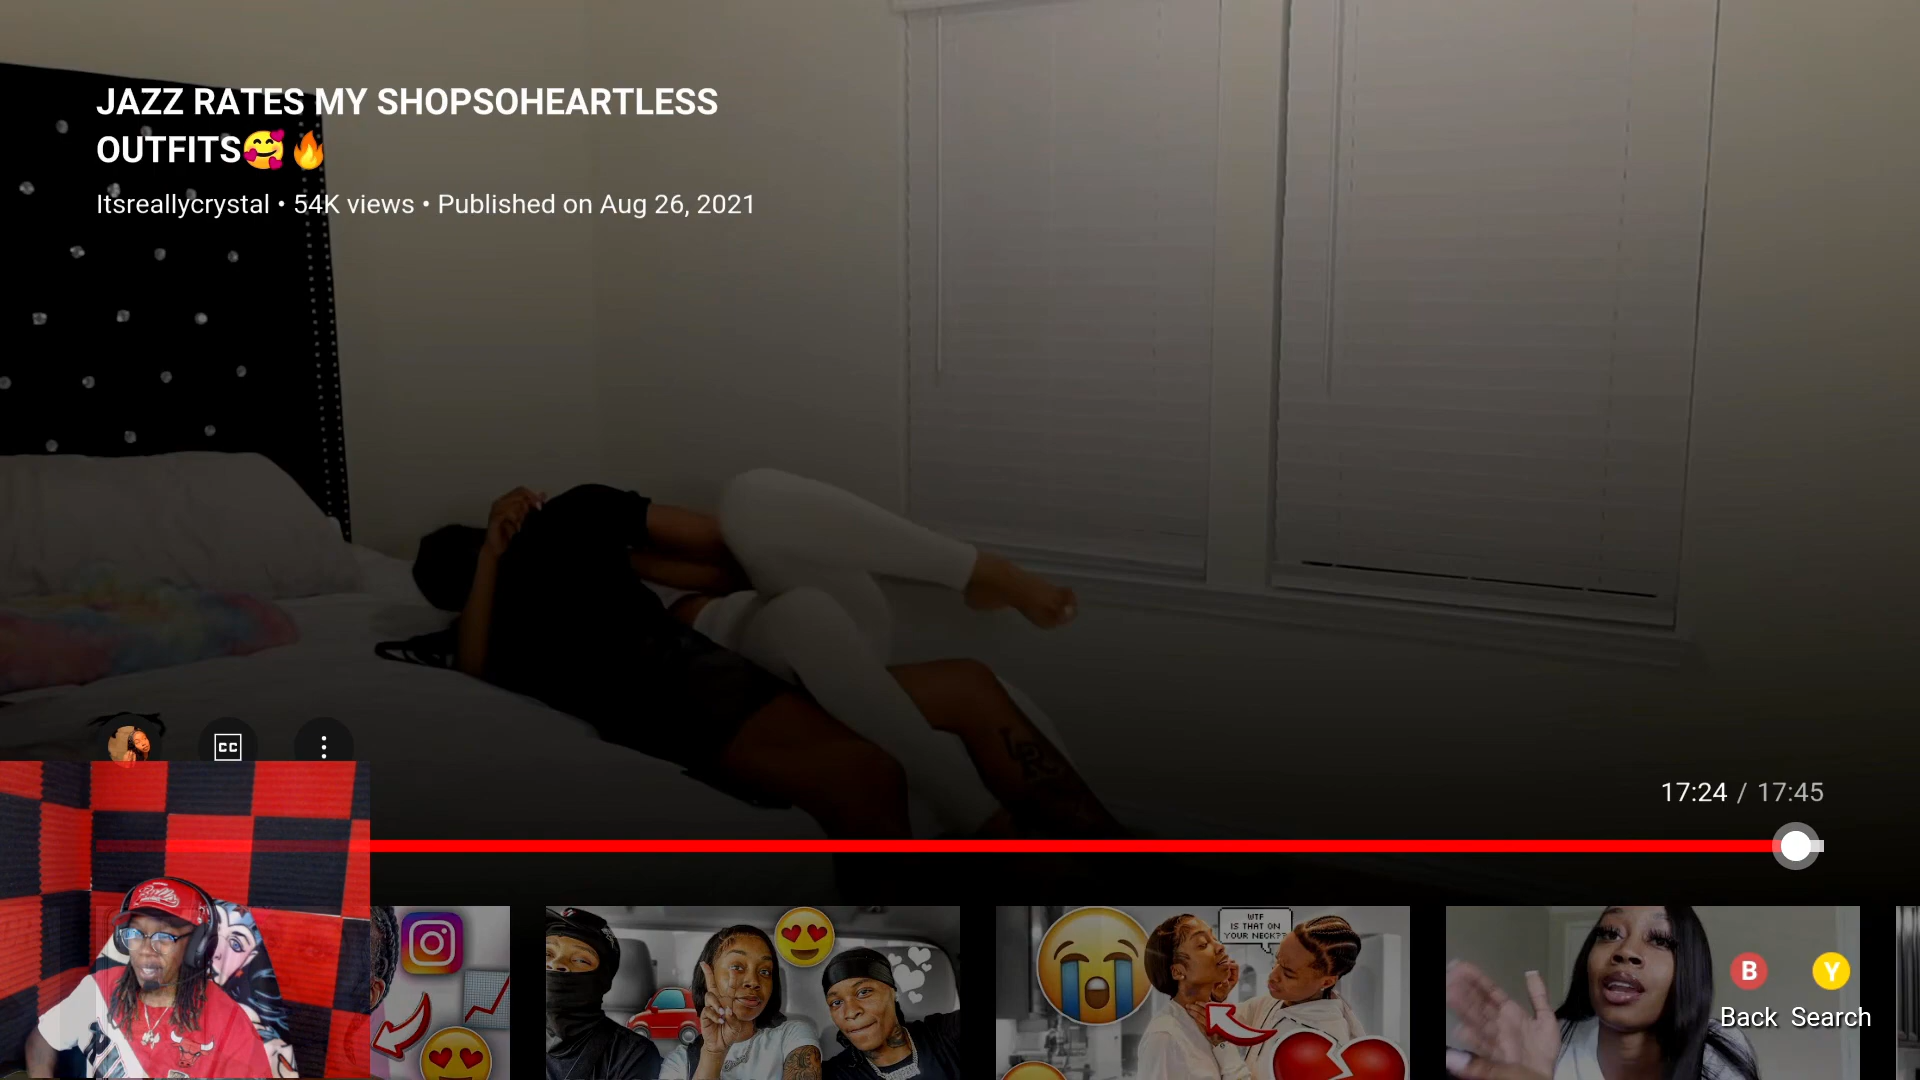 JAZZ RATES MY SHOPSOHEARTLESS
OUTFITS🥰🔥
Itsreallycrystal • 54K views • Published on Aug 26, 2021
CC
17:24 / 17:45
WTF
IS THAT ON
YOUR NECK??
B
Y
Back
Search